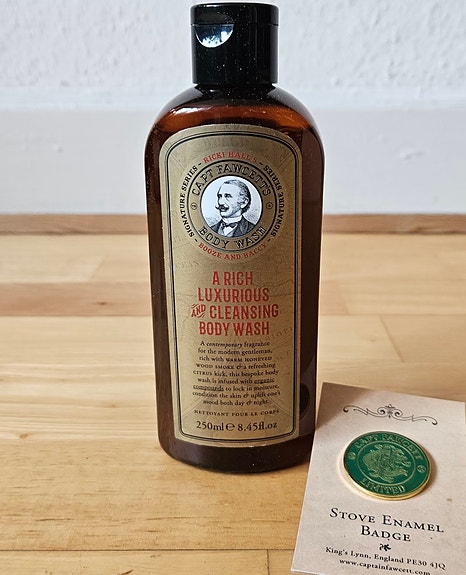 RICKI HALL'S
SIGNATURE SERIES
SIGNATURE SERIES
CAPT FAWCETT'S
BODY WASH
BOOZE AND BACCY
A RICH
LUXURIOUS
AND CLEANSING
BODY WASH
A contemporary fragrance
for the modern gentleman,
rich with WARM HONEYED
WOOD SMOKE & a refreshing
CITRUS kick, this bespoke body
wash is infused with organic
compounds to lock in moisture,
condition the skin & uplift one's
mood both day & night.
NETTOYANT POUR LE CORPS
250ml ℮ 8.45fl.oz
CAPT FAWCETT
LIMITED
STOVE ENAMEL
BADGE
King's Lynn, England PE30 4JQ
www.captainfawcett.com